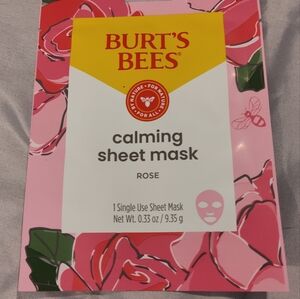 BURT'S
BEES®
BY NATURE • FOR NATURE • FOR ALL •
calming
sheet mask
ROSE
1 Single Use Sheet Mask
Net Wt. 0.33 oz / 9.35 g